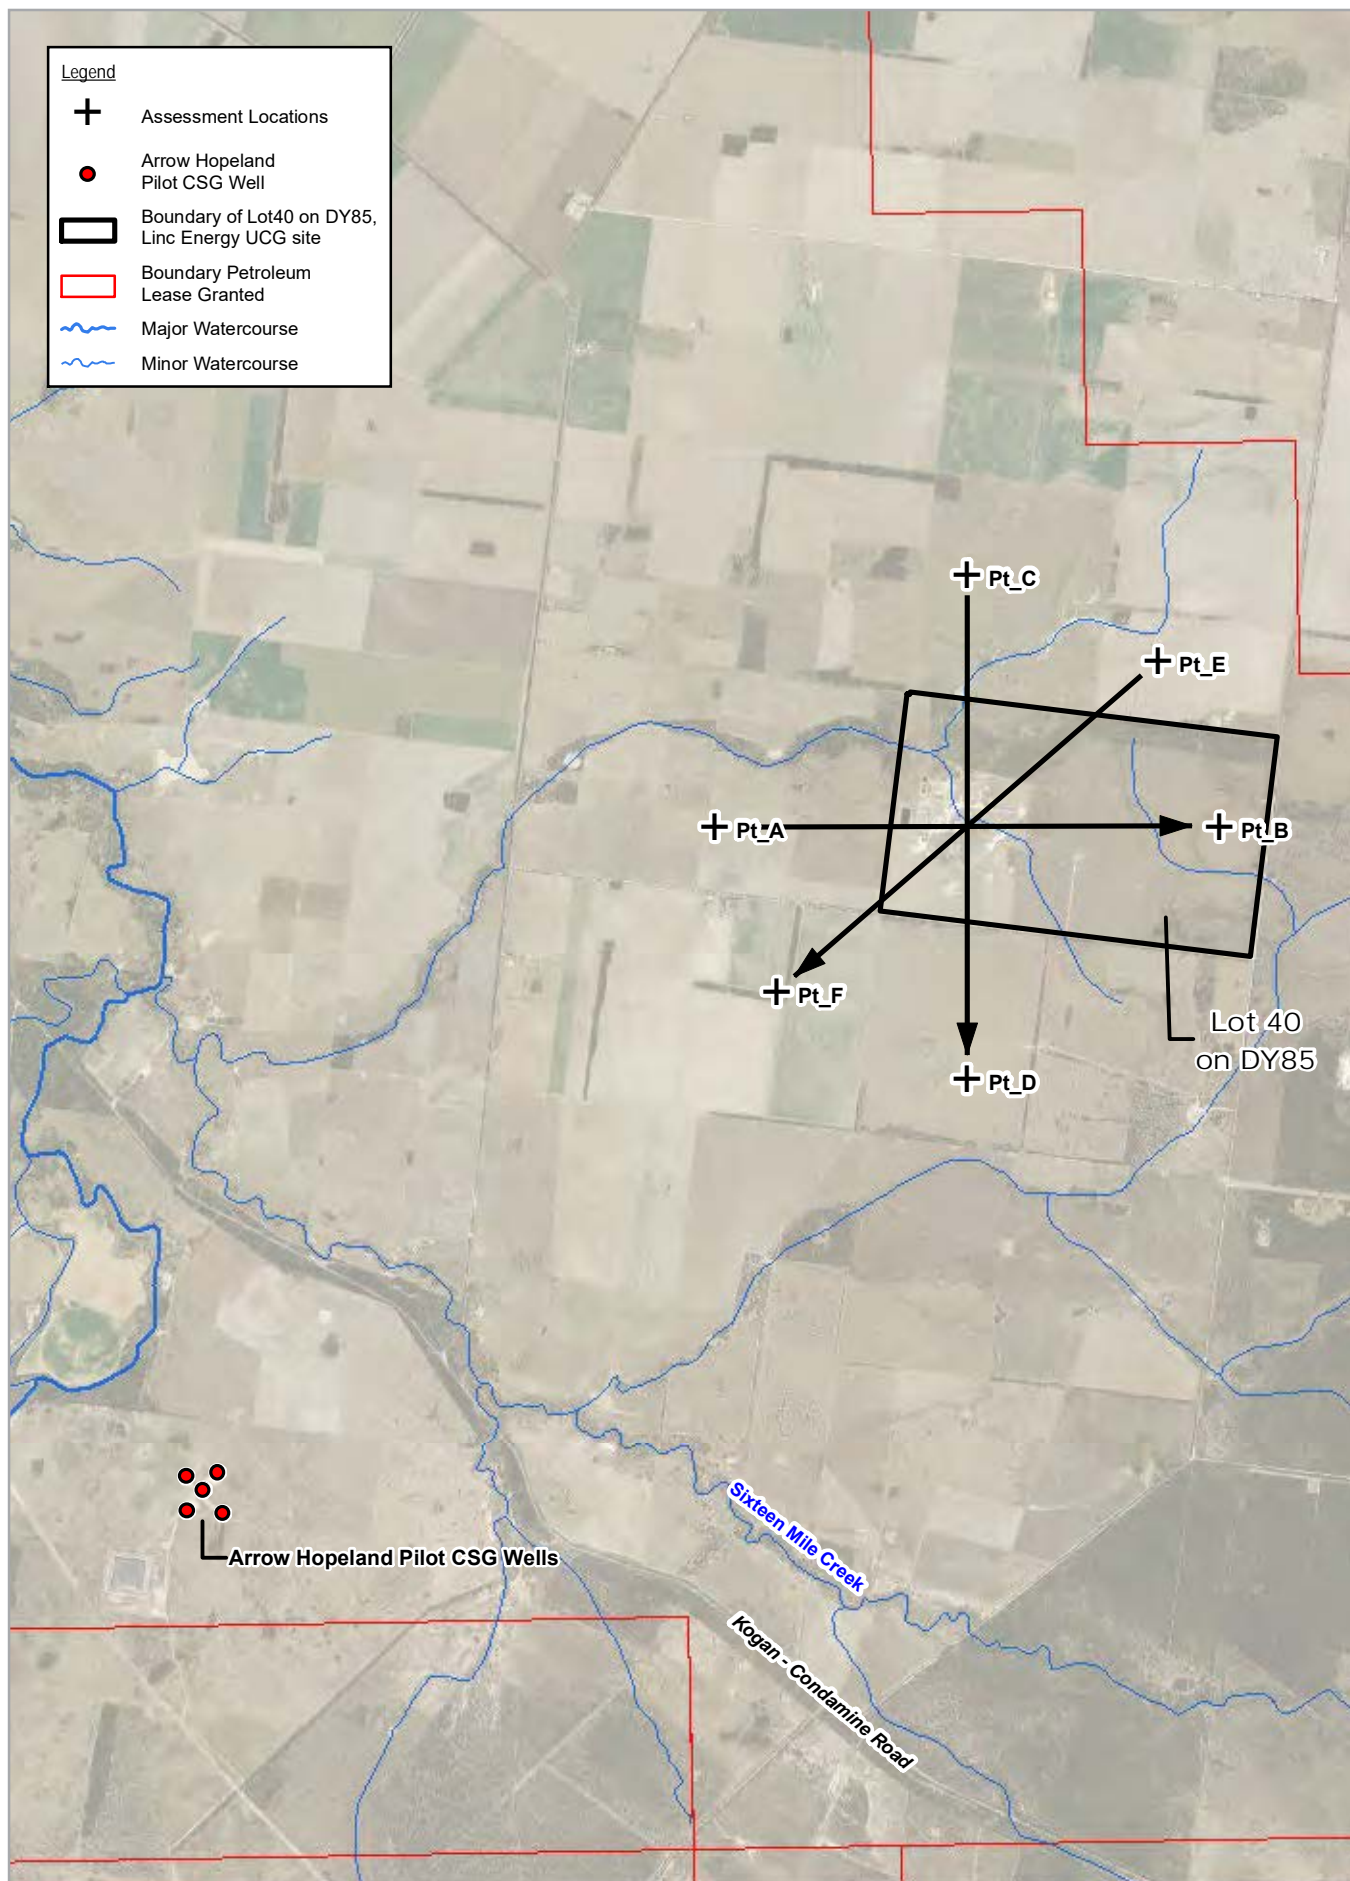 Legend
Assessment Locations
Arrow Hopeland
Pilot CSG Well
Boundary of Lot40 on DY85,
Linc Energy UCG site
Boundary Petroleum
Lease Granted
Major Watercourse
Minor Watercourse
Pt_C
Pt_E
Pt_A
Pt_B
Pt_F
Lot 40
on DY85
Pt_D
Sixteen Mile Creek
Arrow Hopeland Pilot CSG Wells
Kogan - Condamine Road